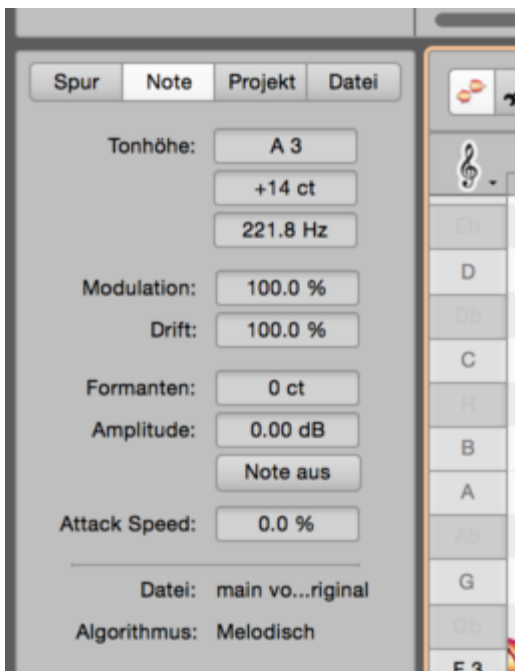 Spur Note Projekt Datei
Tonhöhe: A 3
+14 ct
221.8 Hz
Modulation: 100.0 %
Drift: 100.0 %
Formanten: 0 ct
Amplitude: 0.00 dB
Note aus
Attack Speed: 0.0 %
Datei: main vo...riginal
Algorithmus: Melodisch
Eb
D
Db
C
H
B
A
Ab
G
Gb
F 3